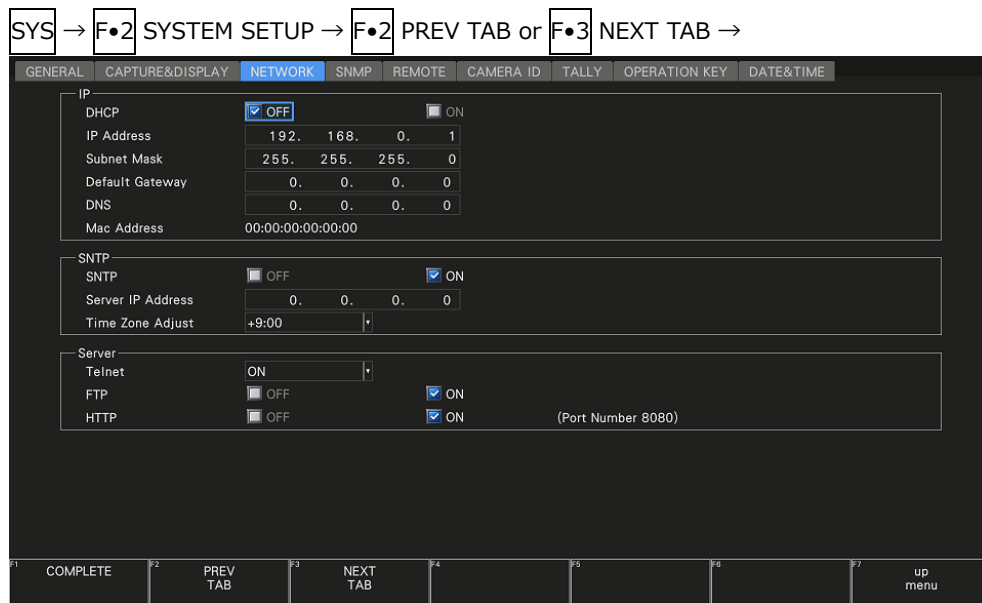 SYS → F•2 SYSTEM SETUP → F•2 PREV TAB or F•3 NEXT TAB →
GENERAL CAPTURE&DISPLAY NETWORK SNMP REMOTE CAMERA ID TALLY OPERATION KEY DATE&TIME
IP
DHCP OFF ON
IP Address 192. 168. 0. 1
Subnet Mask 255. 255. 255. 0
Default Gateway 0. 0. 0. 0
DNS 0. 0. 0. 0
Mac Address 00:00:00:00:00:00
SNTP
SNTP OFF ON
Server IP Address 0. 0. 0. 0
Time Zone Adjust +9:00
Server
Telnet ON
FTP OFF ON
HTTP OFF ON (Port Number 8080)
F1 COMPLETE F2 PREV F3 NEXT F4 F5 F6 F7 up
TAB TAB menu